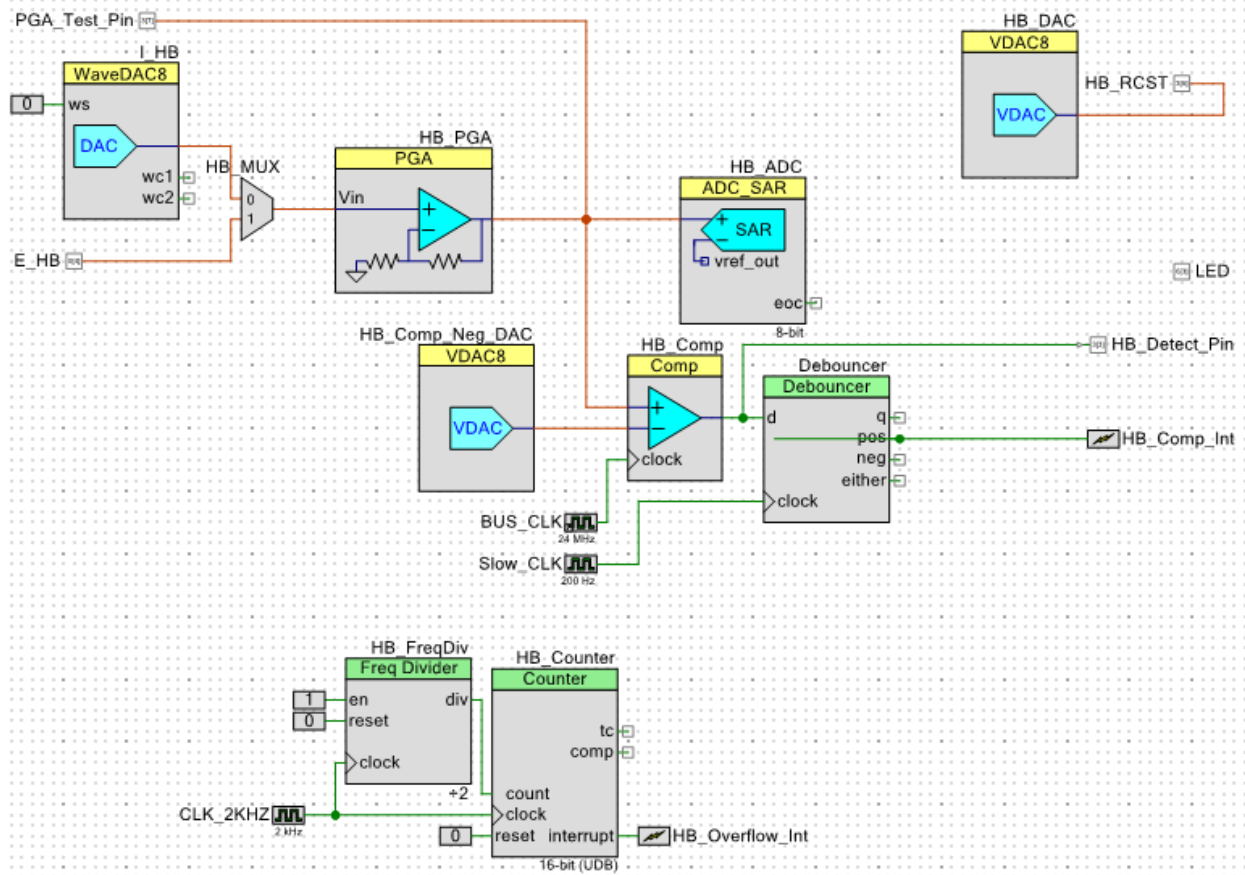 PGA_Test_Pin
I_HB
WaveDAC8
0
ws
DAC
wc1
wc2
HB_MUX
0
1
E_HB
HB_PGA
PGA
Vin
HB_ADC
ADC_SAR
SAR
vref_out
eoc
8-bit
HB_DAC
VDAC8
VDAC
HB_RCST
LED
HB_Comp_Neg_DAC
VDAC8
VDAC
HB_Comp
Comp
clock
BUS_CLK
24 MHz
Slow_CLK
200 Hz
Debouncer
Debouncer
d
q
pos
neg
either
clock
HB_Detect_Pin
HB_Comp_Int
HB_FreqDiv
Freq Divider
1
en
div
0
reset
clock
÷2
CLK_2KHZ
2 kHz
HB_Counter
Counter
tc
comp
count
clock
0
reset
interrupt
HB_Overflow_Int
16-bit (UDB)